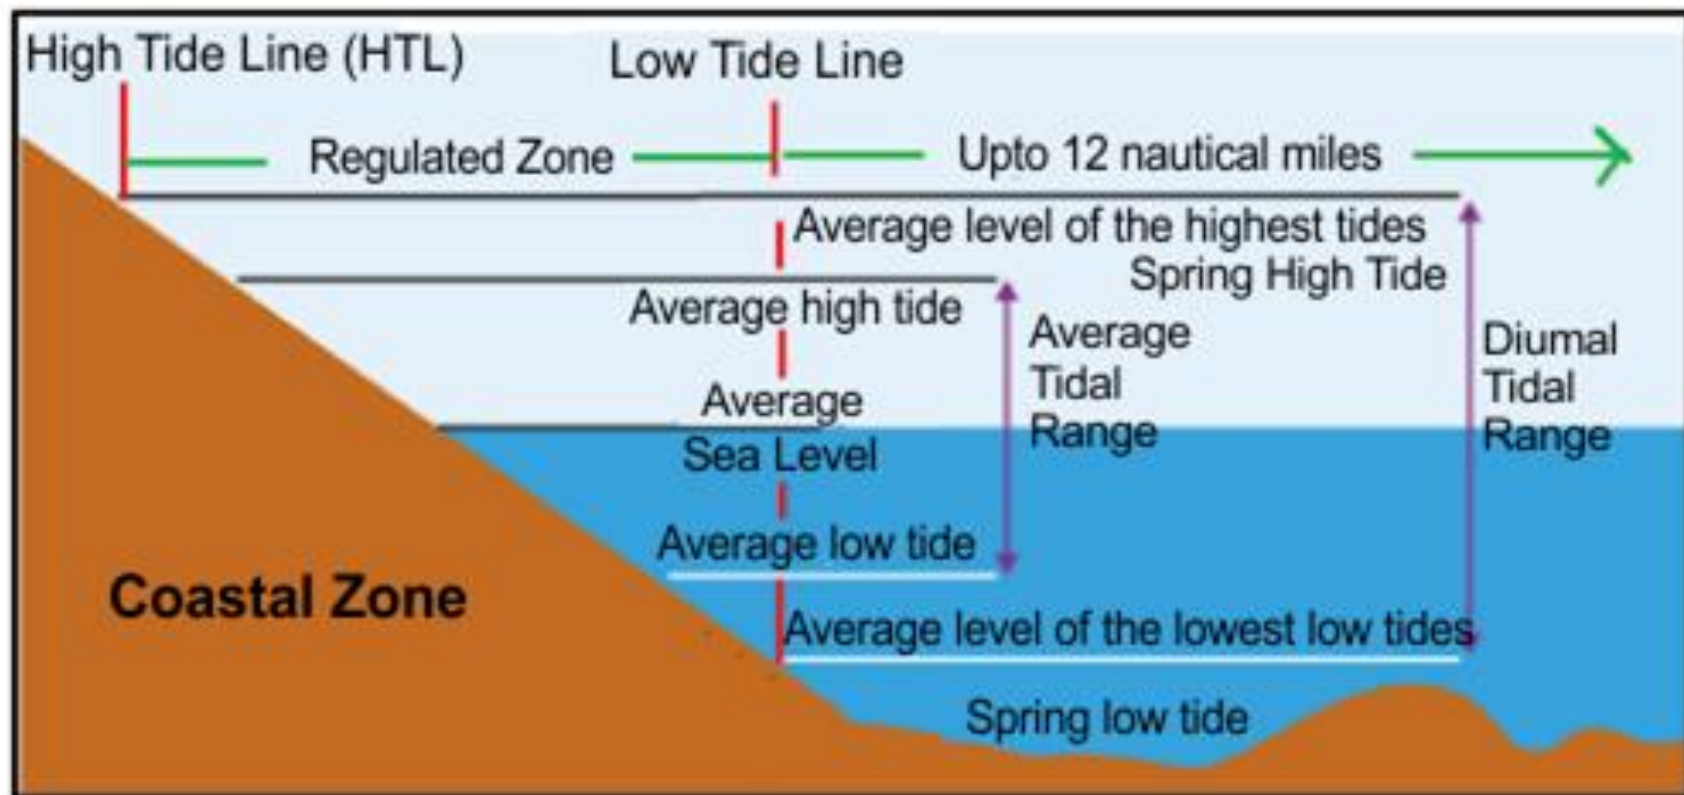 High Tide Line (HTL)
Low Tide Line
Regulated Zone
Upto 12 nautical miles
Average level of the highest tides
Spring High Tide
Average high tide
Average
Tidal
Range
Diumal
Tidal
Range
Average
Sea Level
Average low tide
Coastal Zone
Average level of the lowest low tides
Spring low tide